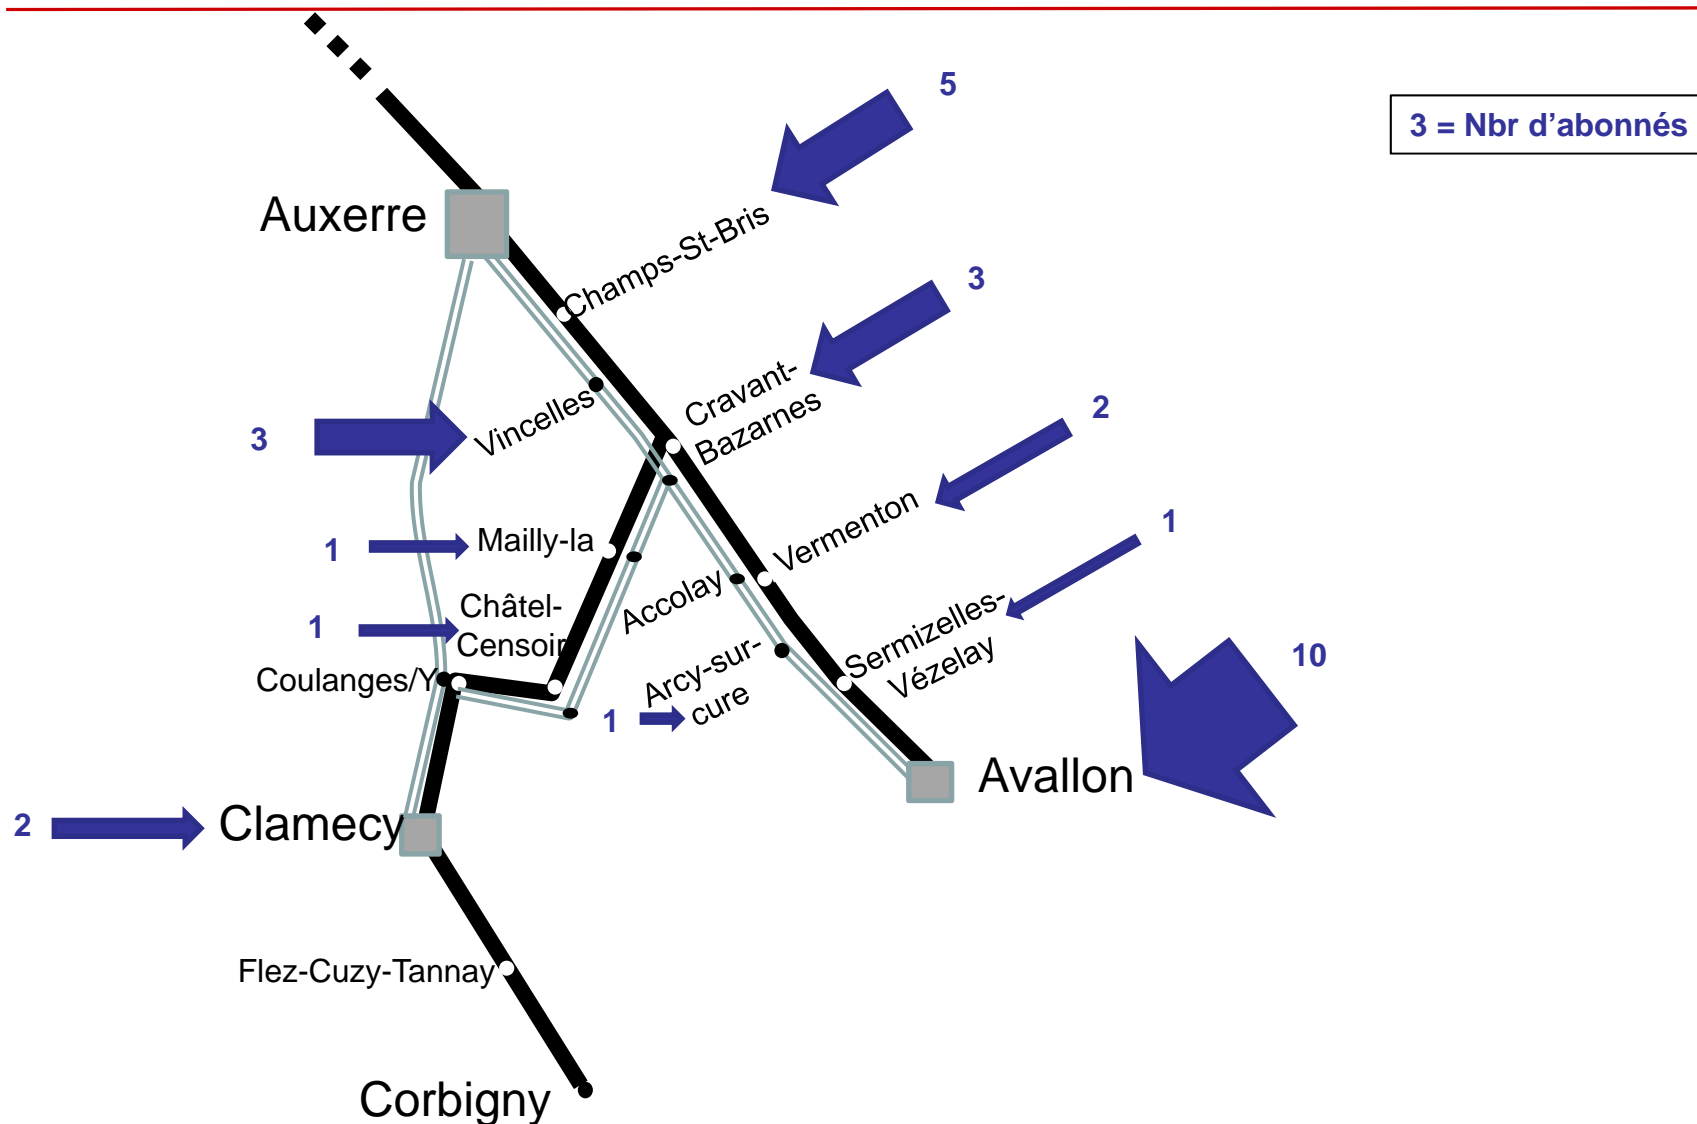 5
3 = Nbr d'abonnés
Auxerre
Champs-St-Bris
3
Cravant-
Bazarnes
2
Vincelles
3
Vermenton
1
Mailly-la
1
Accolay
Châtel-
Censoir
1
Sermizelles-
Vézelay
10
Coulanges/Y
Arcy-sur-
cure
1
Avallon
2
Clamecy
Flez-Cuzy-Tannay
Corbigny